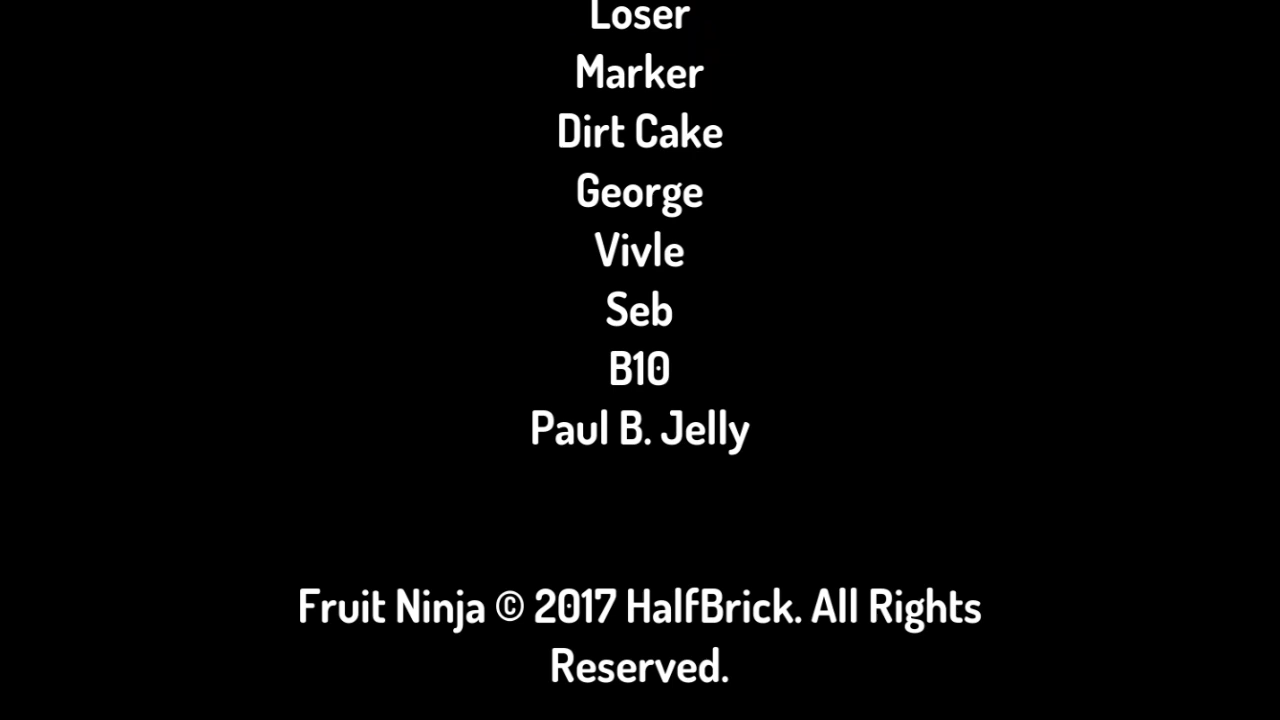 Loser
Marker
Dirt Cake
George
Vivle
Seb
B10
Paul B. Jelly
Fruit Ninja © 2017 HalfBrick. All Rights
Reserved.